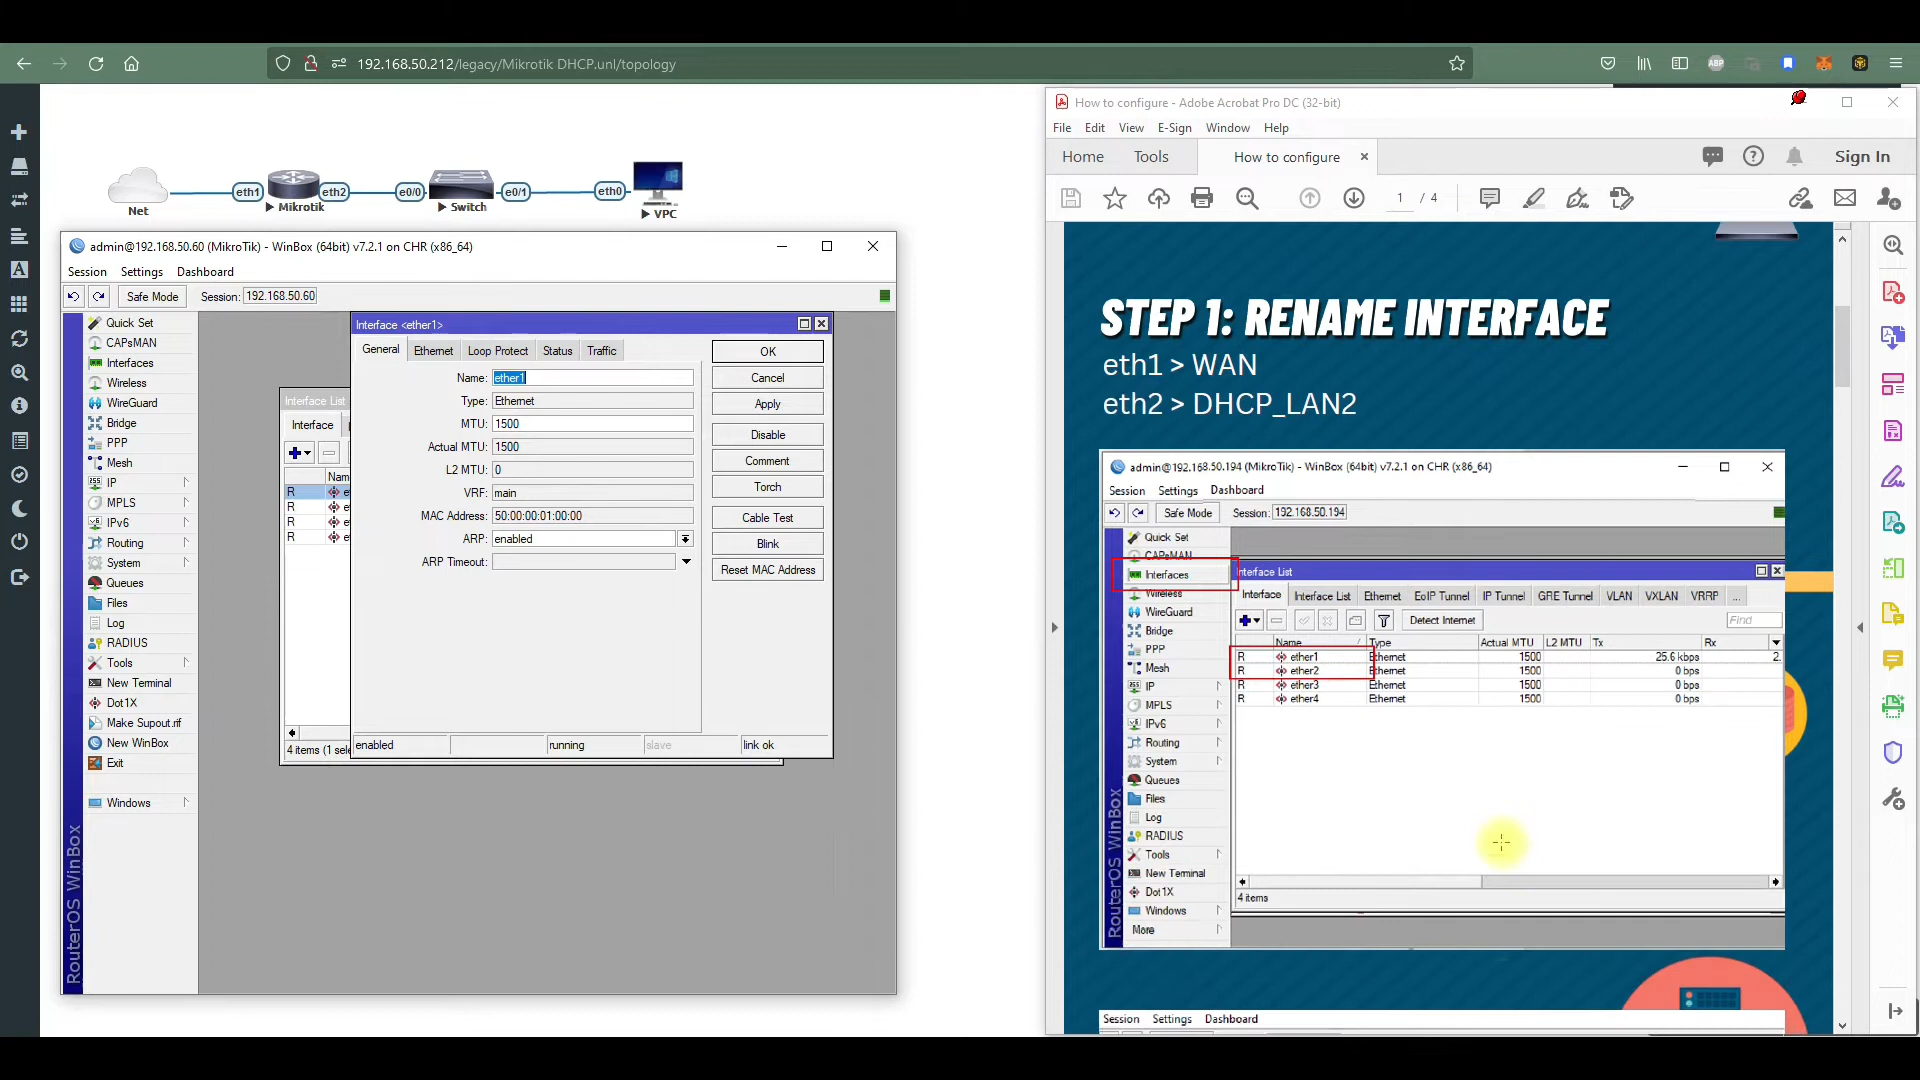 192.168.50.212/legacy/Mikrotik DHCP.unl/topology
ABP
Net
eth1
Mikrotik
eth2
e0/0
Switch
e0/1
eth0
VPC
admin@192.168.50.60 (MikroTik) - WinBox (64bit) v7.2.1 on CHR (x86_64)
Session Settings Dashboard
Safe Mode Session: 192.168.50.60
Quick Set
CAPsMAN
Interfaces
Wireless
WireGuard
Bridge
PPP
Mesh
IP
MPLS
IPv6
Routing
System
Queues
Files
Log
RADIUS
Tools
New Terminal
Dot1X
Make Supout.rif
New WinBox
Exit
Windows
RouterOS WinBox
Interface List
Interface
Nam
R et
R et
R et
R et
4 items (1 sele
Interface <ether1>
General Ethernet Loop Protect Status Traffic
Name: ether1
Type: Ethernet
MTU: 1500
Actual MTU: 1500
L2 MTU: 0
VRF: main
MAC Address: 50:00:00:01:00:00
ARP: enabled
ARP Timeout:
OK
Cancel
Apply
Disable
Comment
Torch
Cable Test
Blink
Reset MAC Address
enabled running slave link ok
How to configure - Adobe Acrobat Pro DC (32-bit)
File Edit View E-Sign Window Help
Home Tools How to configure Sign In
1 / 4
STEP 1: RENAME INTERFACE
eth1 > WAN
eth2 > DHCP_LAN2
admin@192.168.50.194 (MikroTik) - WinBox (64bit) v7.2.1 on CHR (x86_64)
Session Settings Dashboard
Safe Mode Session: 192.168.50.194
Quick Set
CAPsMAN
Interfaces
Wireless
WireGuard
Bridge
PPP
Mesh
IP
MPLS
IPv6
Routing
System
Queues
Files
Log
RADIUS
Tools
New Terminal
Dot1X
Windows
More
RouterOS WinBox
Interface List
Interface Interface List Ethernet EoIP Tunnel IP Tunnel GRE Tunnel VLAN VXLAN VRRP ...
Detect Internet Find
Name Type Actual MTU L2 MTU Tx Rx
R ether1 Ethernet 1500 25.6 kbps 2.
R ether2 Ethernet 1500 0 bps
R ether3 Ethernet 1500 0 bps
R ether4 Ethernet 1500 0 bps
4 items
Session Settings Dashboard